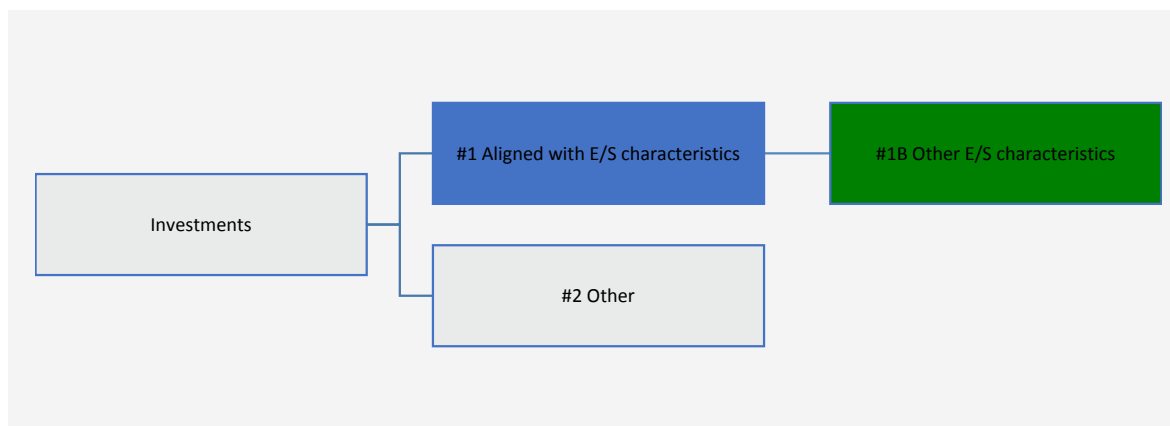 #1 Aligned with E/S characteristics
#1B Other E/S characteristics
Investments
#2 Other